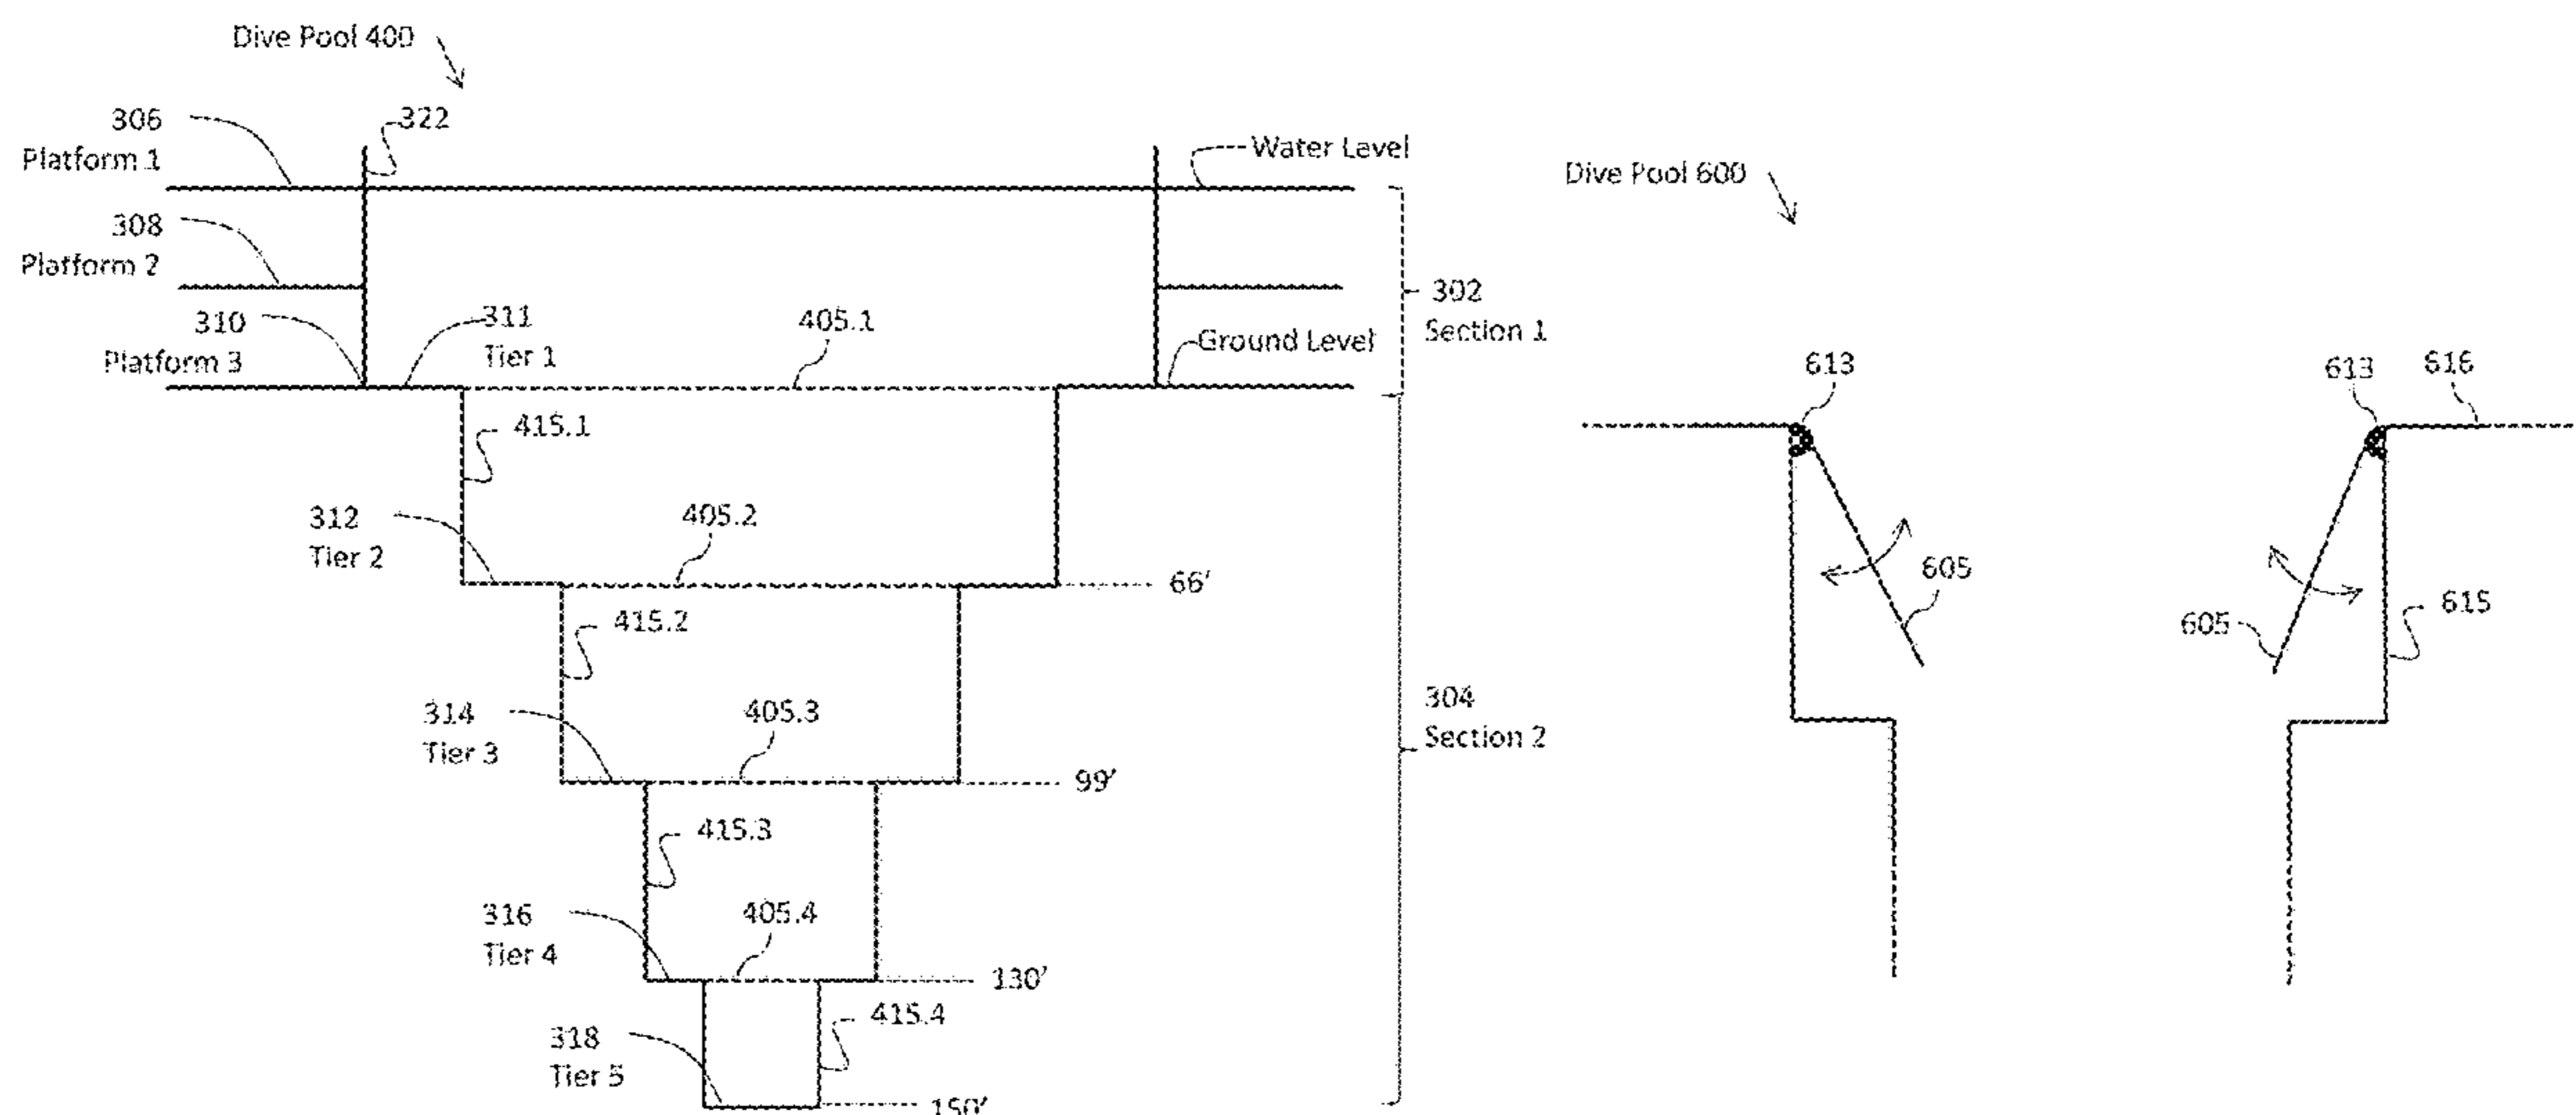 Dive Pool 400
306
Platform 1
322
Water Level
308
Platform 2
310
Platform 3
311
Tier 1
405.1
Ground Level
302
Section 1
415.1
312
Tier 2
405.2
66'
415.2
314
Tier 3
405.3
99'
304
Section 2
415.3
316
Tier 4
405.4
130'
415.4
318
Tier 5
150'
Dive Pool 600
613
613
616
605
605
615